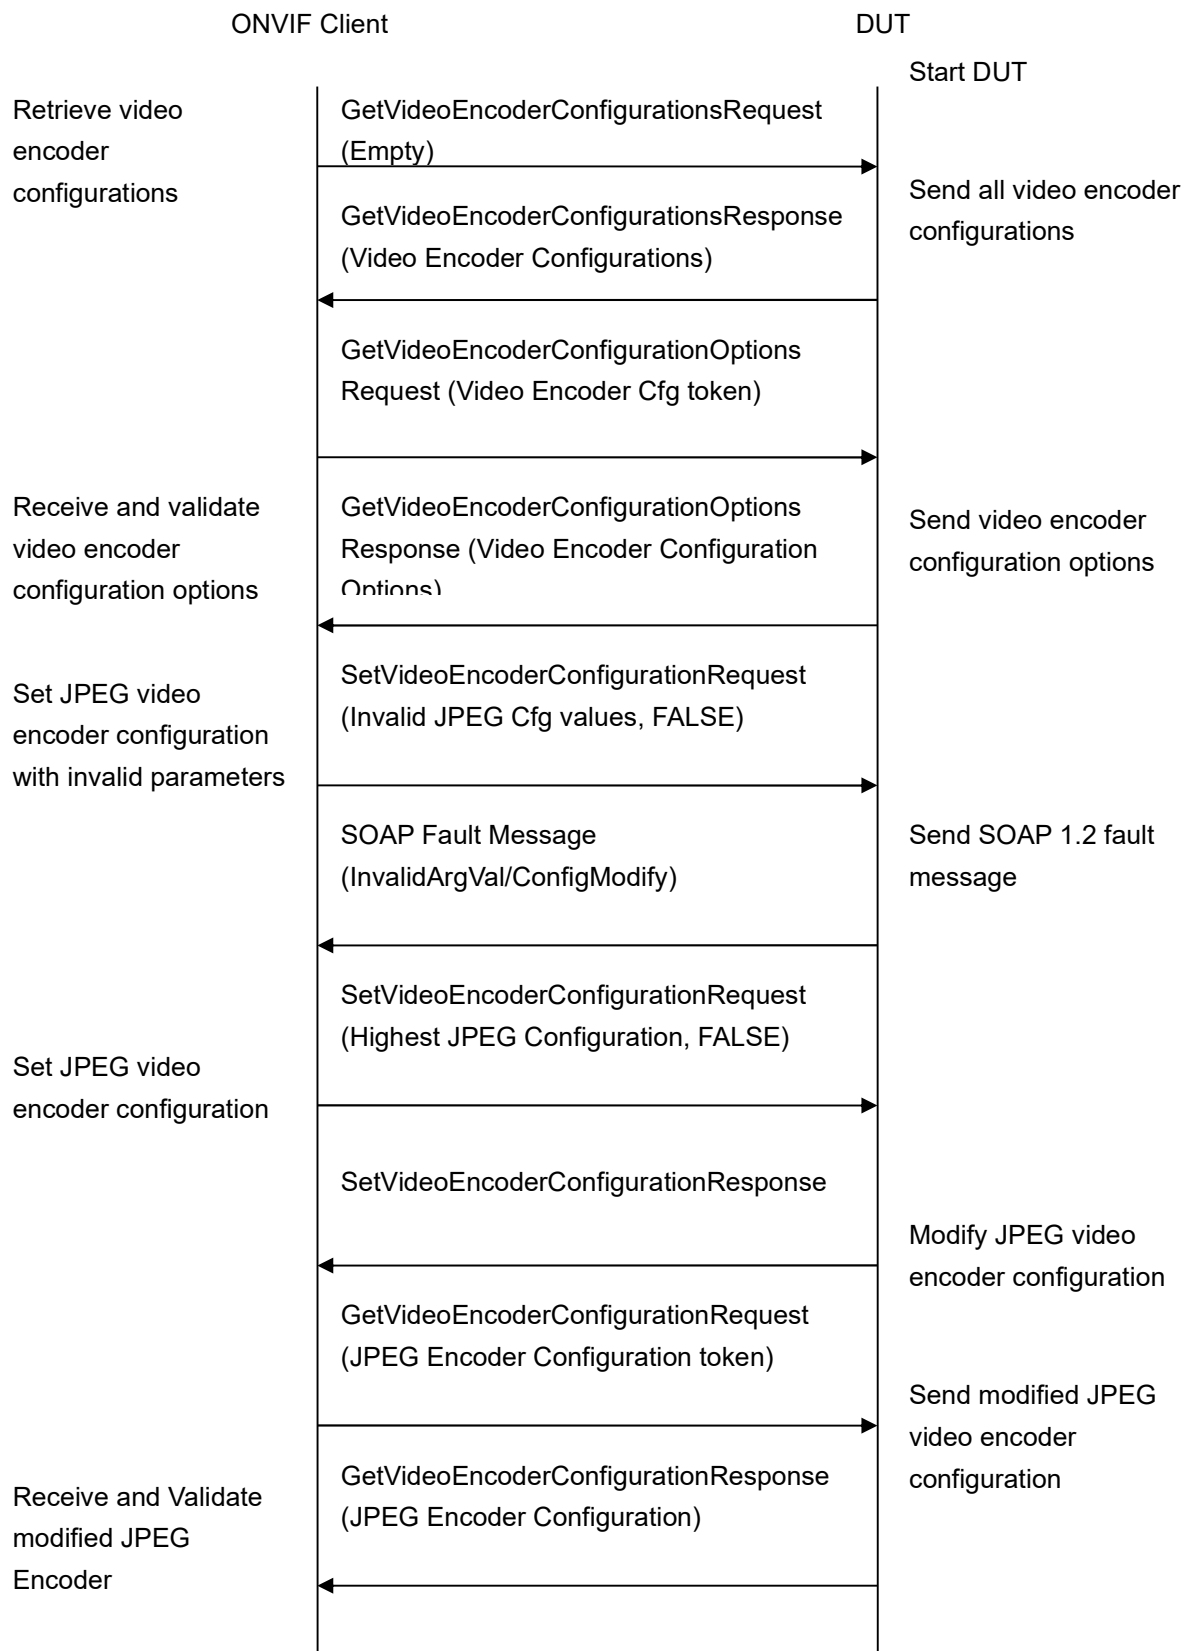 ONVIF Client
DUT
Start DUT
Retrieve video
encoder
configurations
GetVideoEncoderConfigurationsRequest
(Empty)
Send all video encoder
configurations
GetVideoEncoderConfigurationsResponse
(Video Encoder Configurations)
GetVideoEncoderConfigurationOptions
Request (Video Encoder Cfg token)
Receive and validate
video encoder
configuration options
GetVideoEncoderConfigurationOptions
Response (Video Encoder Configuration
Options)
Send video encoder
configuration options
Set JPEG video
encoder configuration
with invalid parameters
SetVideoEncoderConfigurationRequest
(Invalid JPEG Cfg values, FALSE)
SOAP Fault Message
(InvalidArgVal/ConfigModify)
Send SOAP 1.2 fault
message
SetVideoEncoderConfigurationRequest
(Highest JPEG Configuration, FALSE)
Set JPEG video
encoder configuration
SetVideoEncoderConfigurationResponse
Modify JPEG video
encoder configuration
GetVideoEncoderConfigurationRequest
(JPEG Encoder Configuration token)
Send modified JPEG
video encoder
configuration
GetVideoEncoderConfigurationResponse
(JPEG Encoder Configuration)
Receive and Validate
modified JPEG
Encoder